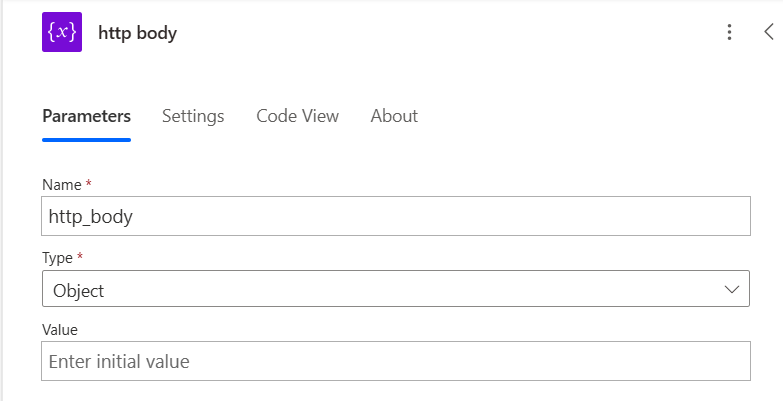 {x} http body
Parameters Settings Code View About
Name *
http_body
Type *
Object
Value
Enter initial value